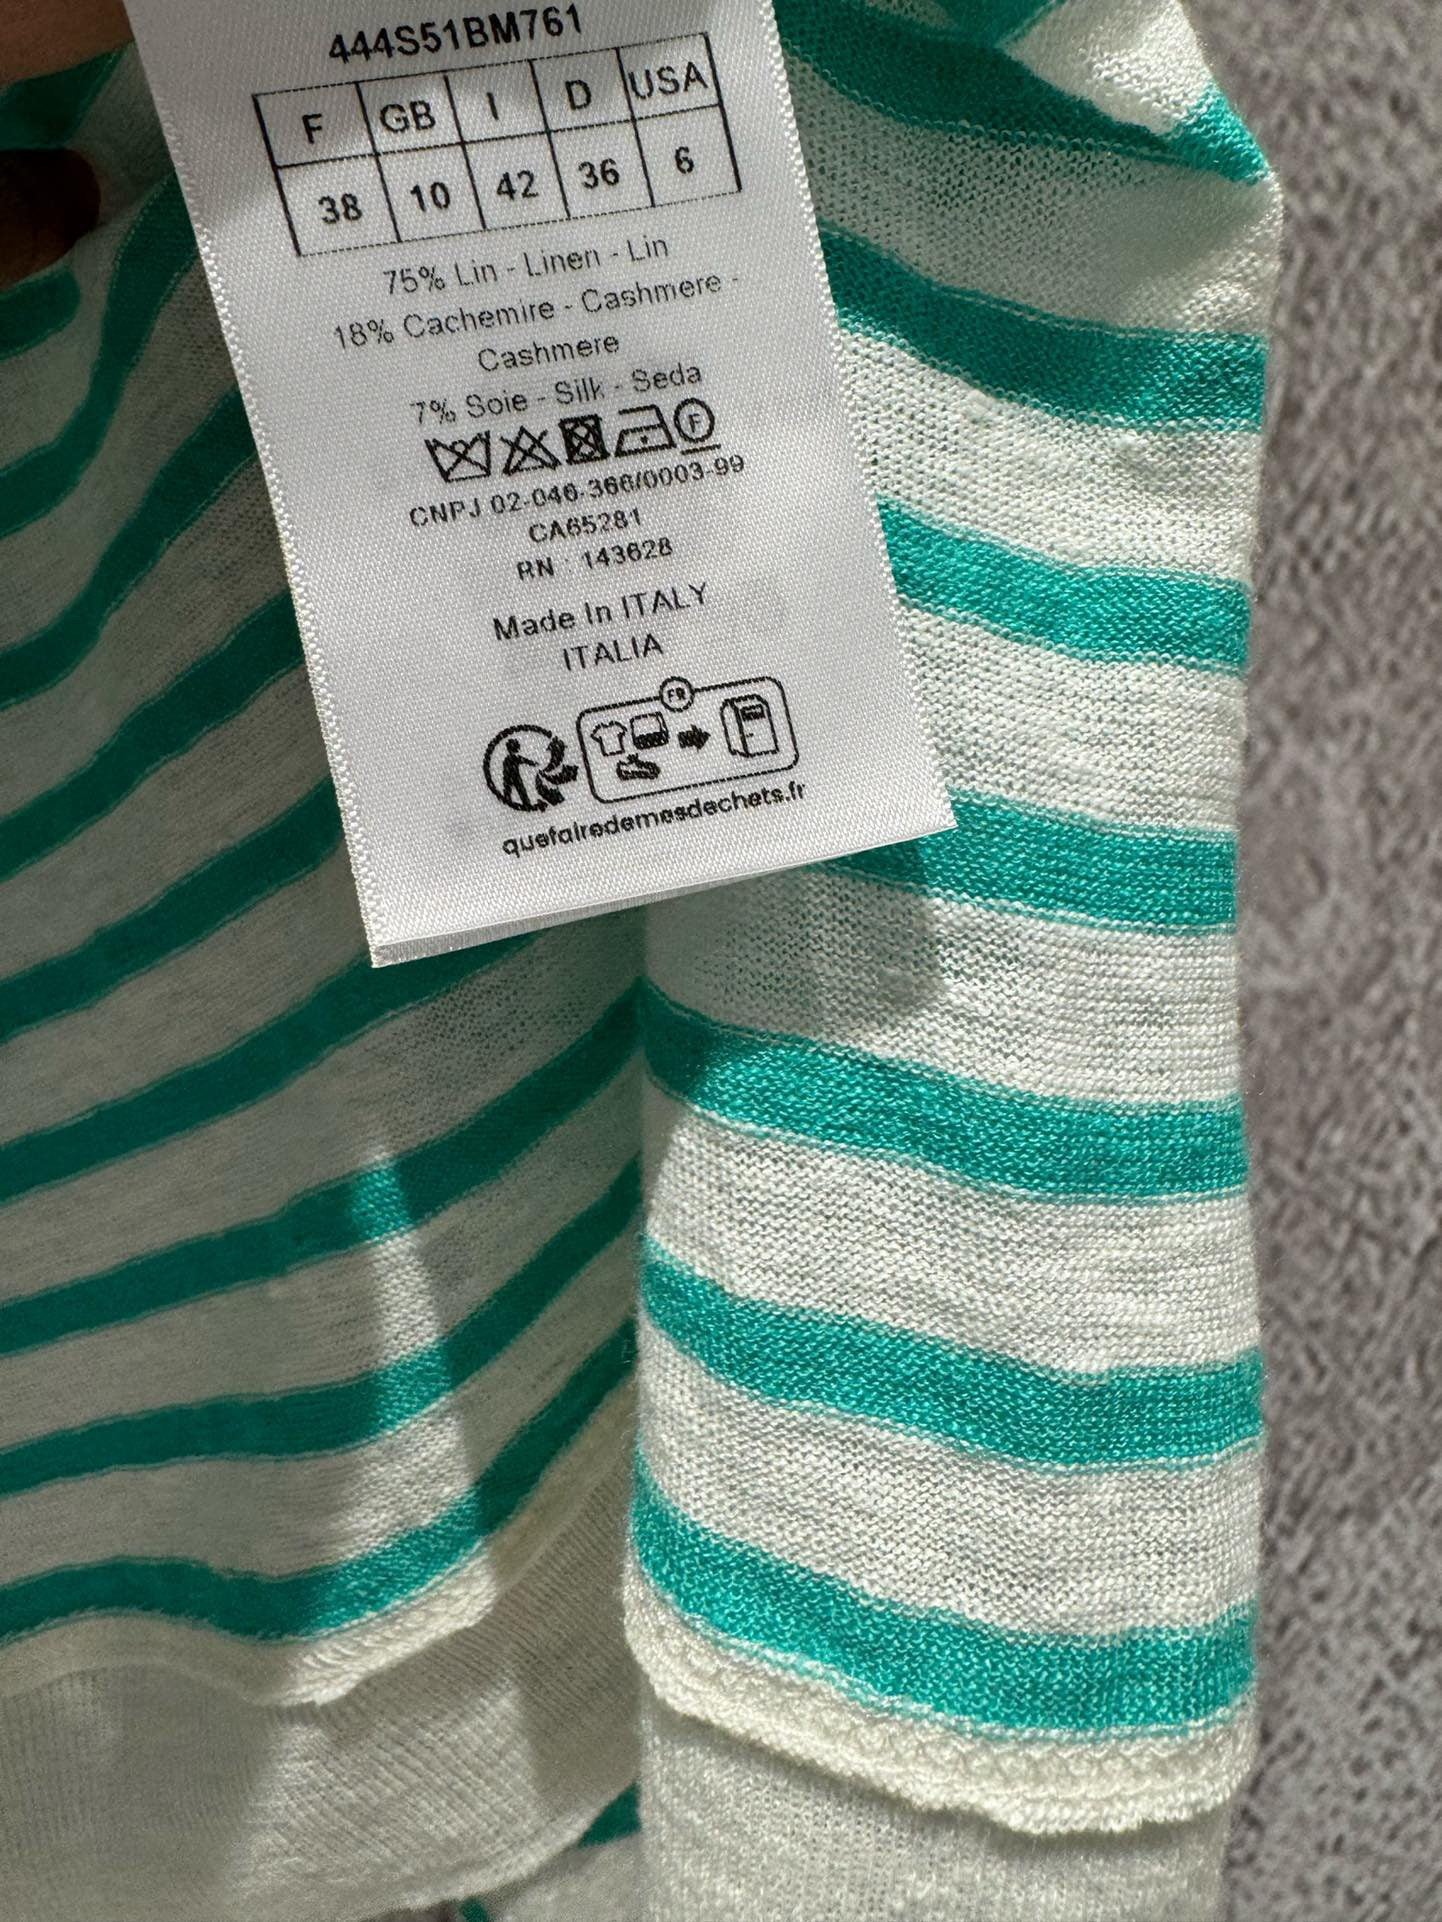 444S51BM761
F GB I D USA
38 10 42 36 6
75% Lin - Linen - Lin
18% Cachemire - Cashmere -
Cashmere
7% Soie - Silk - Seda
F
CNPJ 02-046-366/0003-99
CA65281
RN : 143628
Made In ITALY
ITALIA
FR
quefairedemesdechets.fr